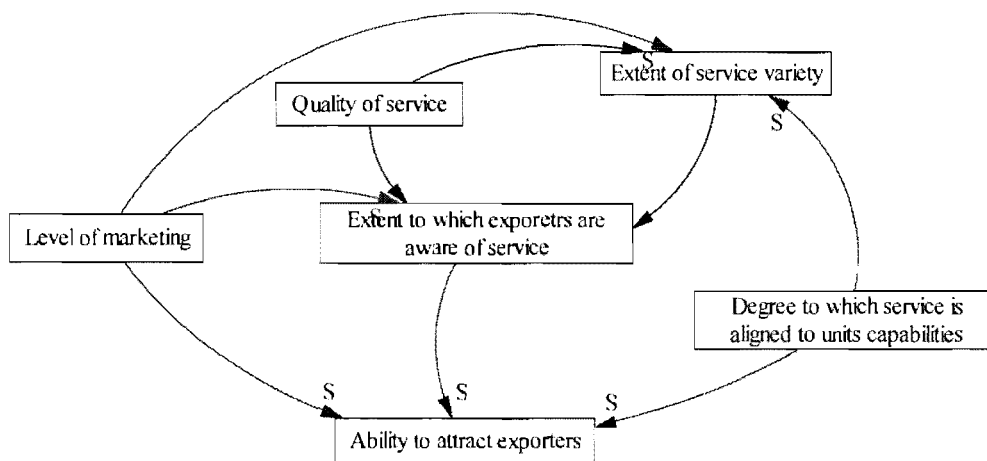 S
Extent of service variety
Quality of service
S
S
Extent to which exporetrs are
aware of service
Level of marketing
Degree to which service is
aligned to units capabilities
S
S
S
Ability to attract exporters